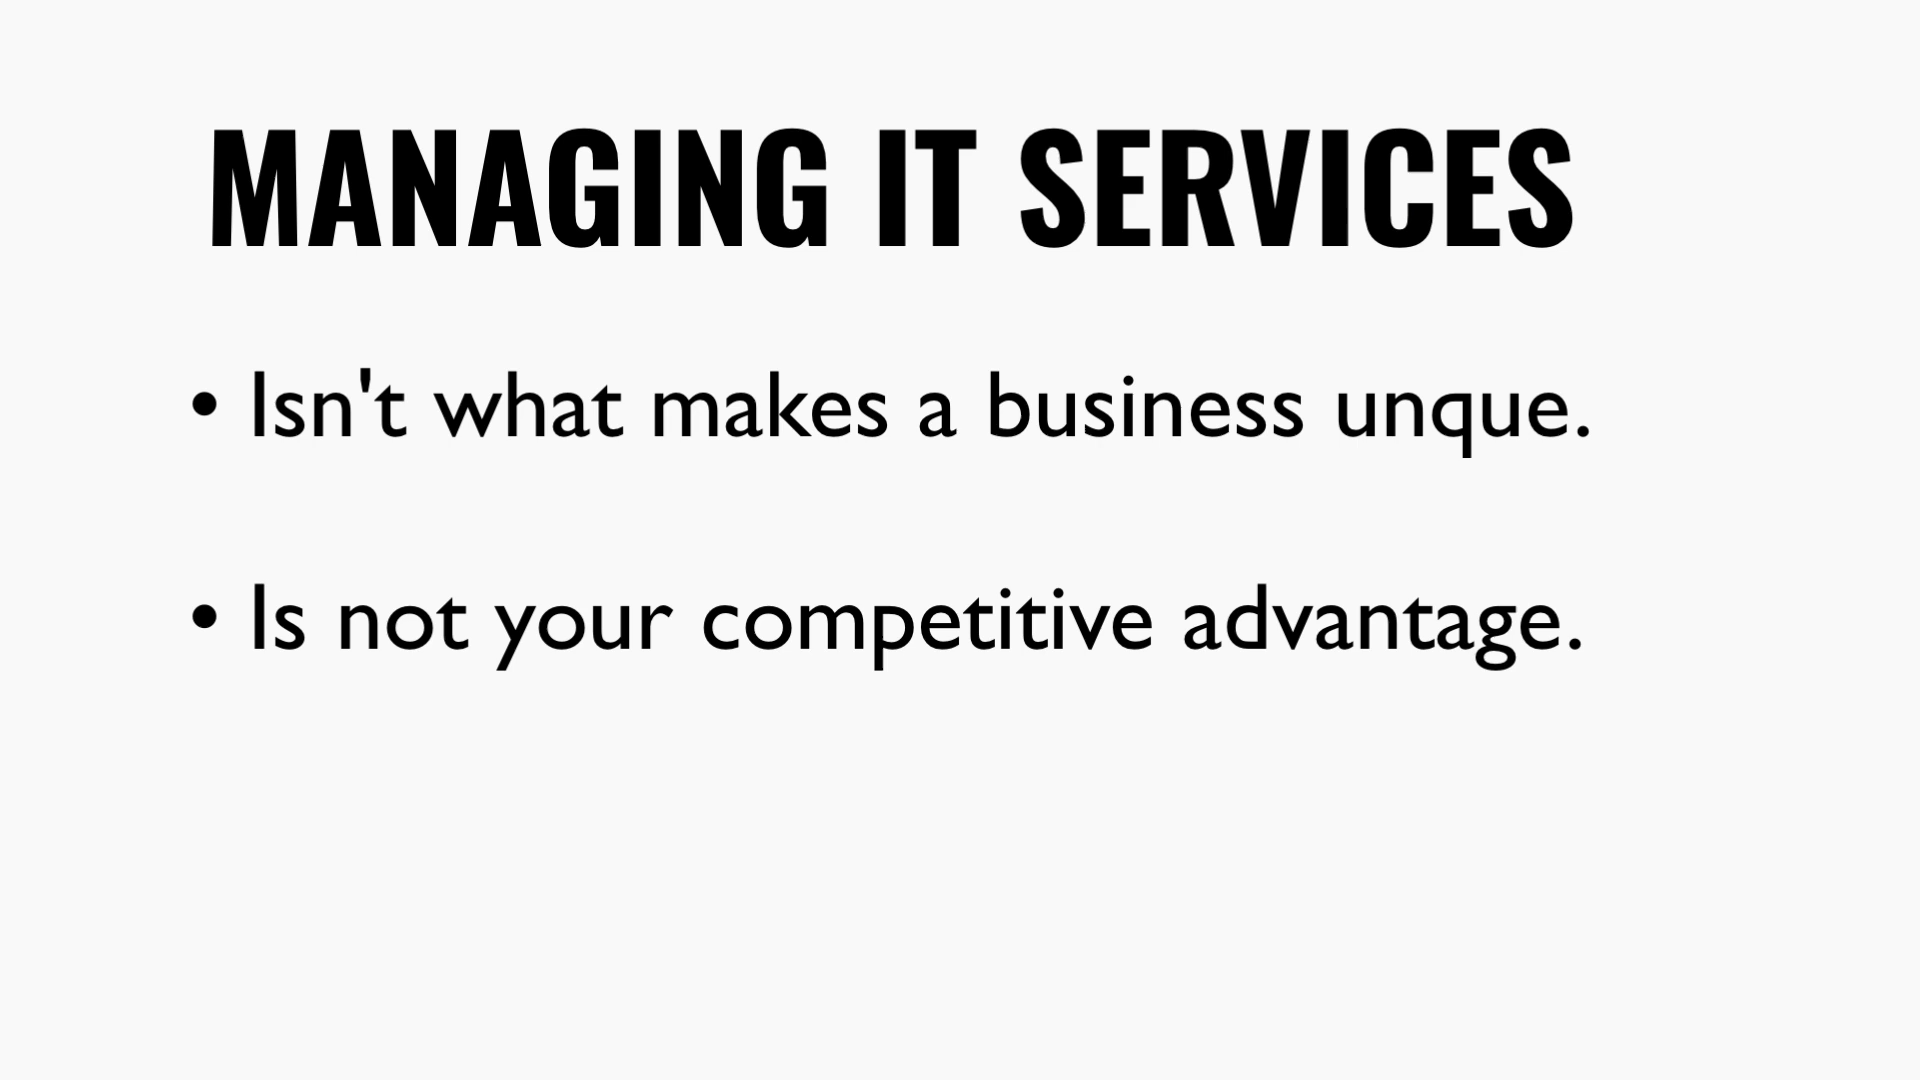 MANAGING IT SERVICES
• Isn't what makes a business unque.
• Is not your competitive advantage.